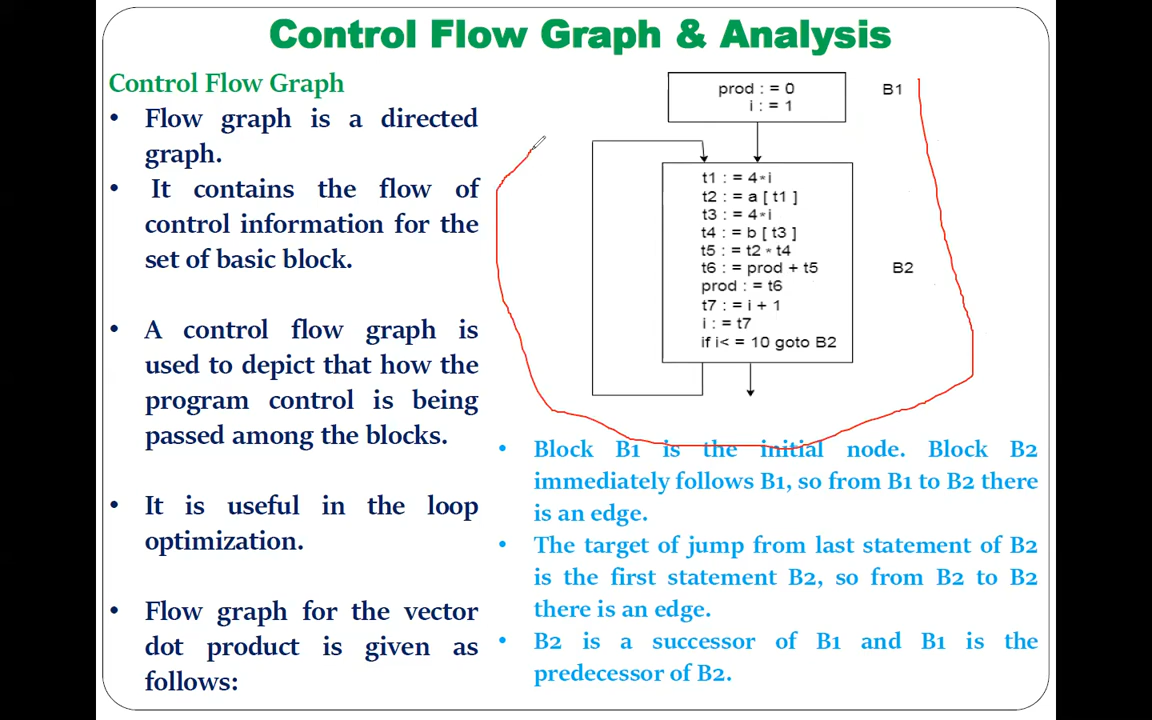 Control Flow Graph & Analysis
Control Flow Graph
• Flow graph is a directed
graph.
• It contains the flow of
control information for the
set of basic block.
• A control flow graph is
used to depict that how the
program control is being
passed among the blocks.
• It is useful in the loop
optimization.
• Flow graph for the vector
dot product is given as
follows:
prod : = 0
i : = 1
B1
t1 : = 4*i
t2 : = a [ t1 ]
t3 : = 4*i
t4 : = b [ t3 ]
t5 : = t2 * t4
t6 : = prod + t5
prod : = t6
t7 : = i + 1
i : = t7
if i< = 10 goto B2
B2
• Block B1 is the initial node. Block B2
immediately follows B1, so from B1 to B2 there
is an edge.
• The target of jump from last statement of B2
is the first statement B2, so from B2 to B2
there is an edge.
• B2 is a successor of B1 and B1 is the
predecessor of B2.